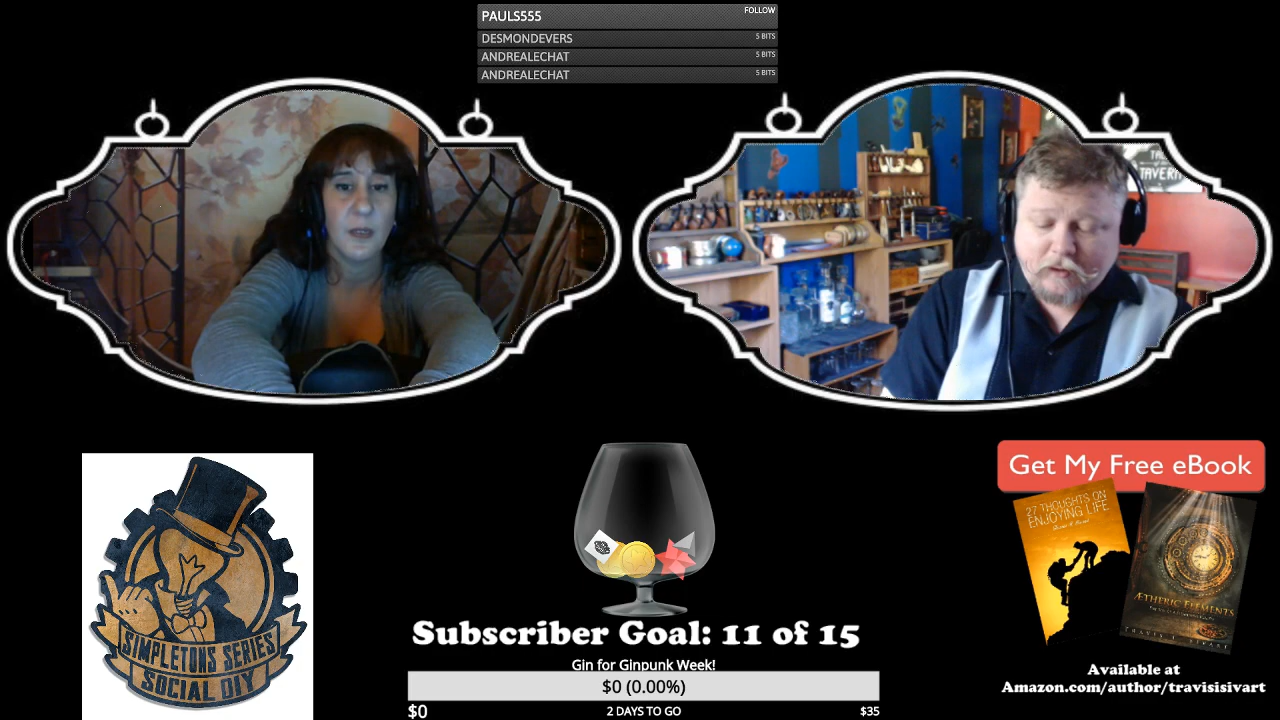 PAULS555 FOLLOW
DESMONDEVERS 5 BITS
ANDREALECHAT 5 BITS
ANDREALECHAT 5 BITS
TAVERN
SIMPLETONS SERIES
SOCIAL DIY
Subscriber Goal: 11 of 15
Gin for Ginpunk Week!
$0 (0.00%)
$0 2 DAYS TO GO $35
Get My Free eBook
27 THOUGHTS ON
ENJOYING LIFE
ÆTHERIC ELEMENTS
Available at
Amazon.com/author/travisisivart